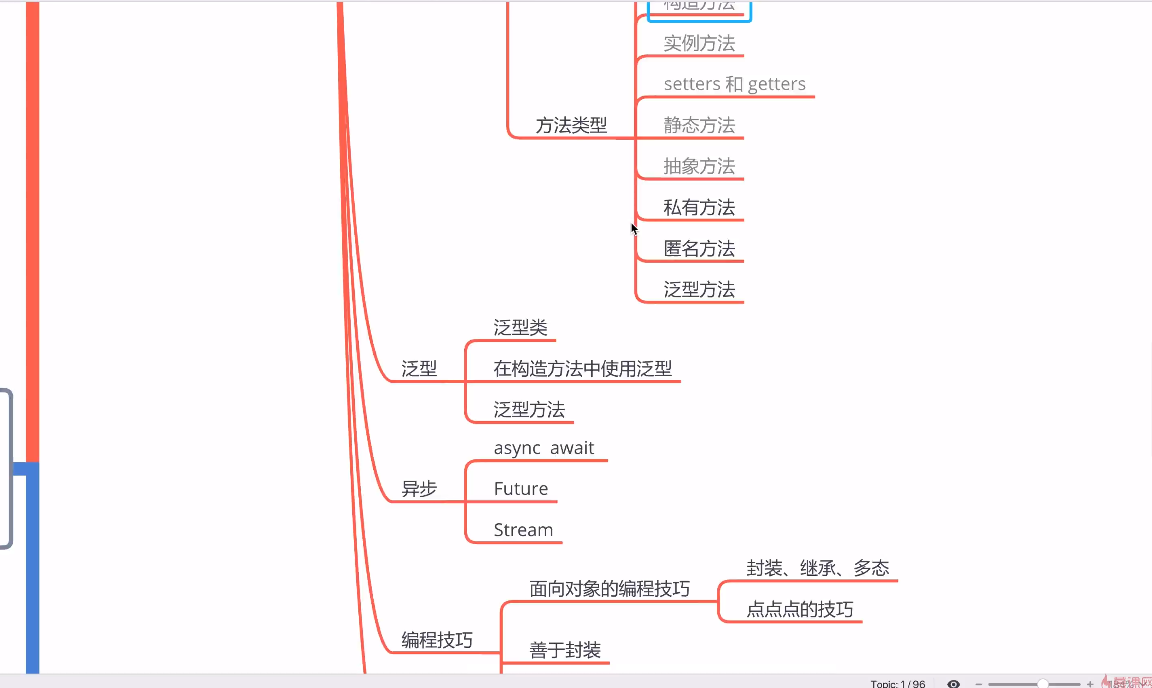 构造方法
实例方法
setters 和 getters
方法类型
静态方法
抽象方法
私有方法
匿名方法
泛型方法
泛型类
泛型
在构造方法中使用泛型
泛型方法
async await
异步
Future
Stream
封装、继承、多态
面向对象的编程技巧
点点点的技巧
编程技巧
善于封装
Topic: 1 / 96